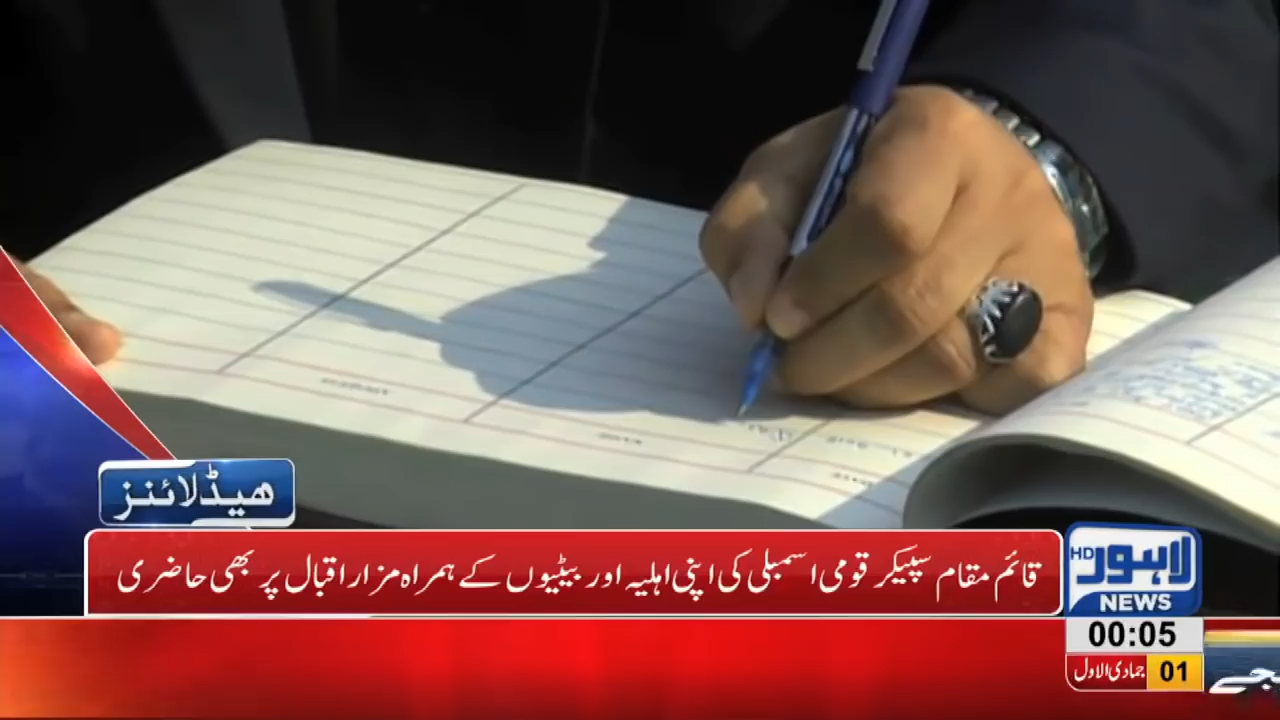 ھیڈلائنز
قائم مقام سپیکر قومی اسمبلی کی اپنی اہلیہ اور بیٹیوں کے ہمراہ مزار اقبال پر بھی حاضری
لاہور HD
NEWS
00:05
جمادی الاول 01